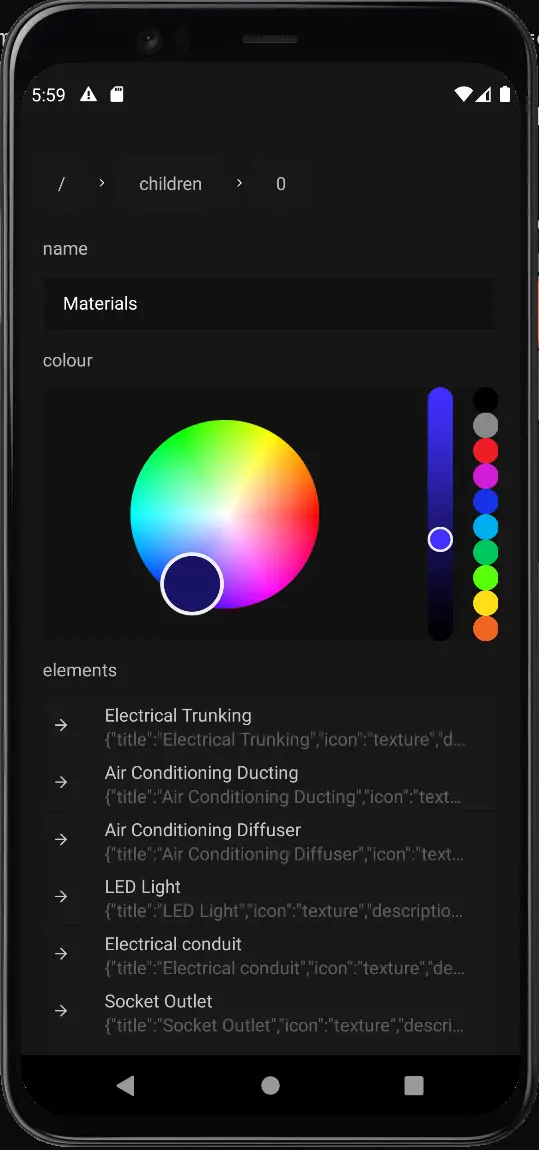 5:59
/ > children > 0
name
Materials
colour
elements
Electrical Trunking
{"title":"Electrical Trunking","icon":"texture","d...
Air Conditioning Ducting
{"title":"Air Conditioning Ducting","icon":"text...
Air Conditioning Diffuser
{"title":"Air Conditioning Diffuser","icon":"text...
LED Light
{"title":"LED Light","icon":"texture","descriptio...
Electrical conduit
{"title":"Electrical conduit","icon":"texture","de...
Socket Outlet
{"title":"Socket Outlet","icon":"texture","descri...